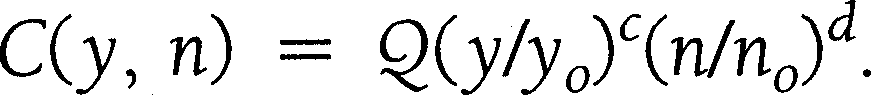 C(y, n) = Q(y/y_o)^c(n/n_o)^d.